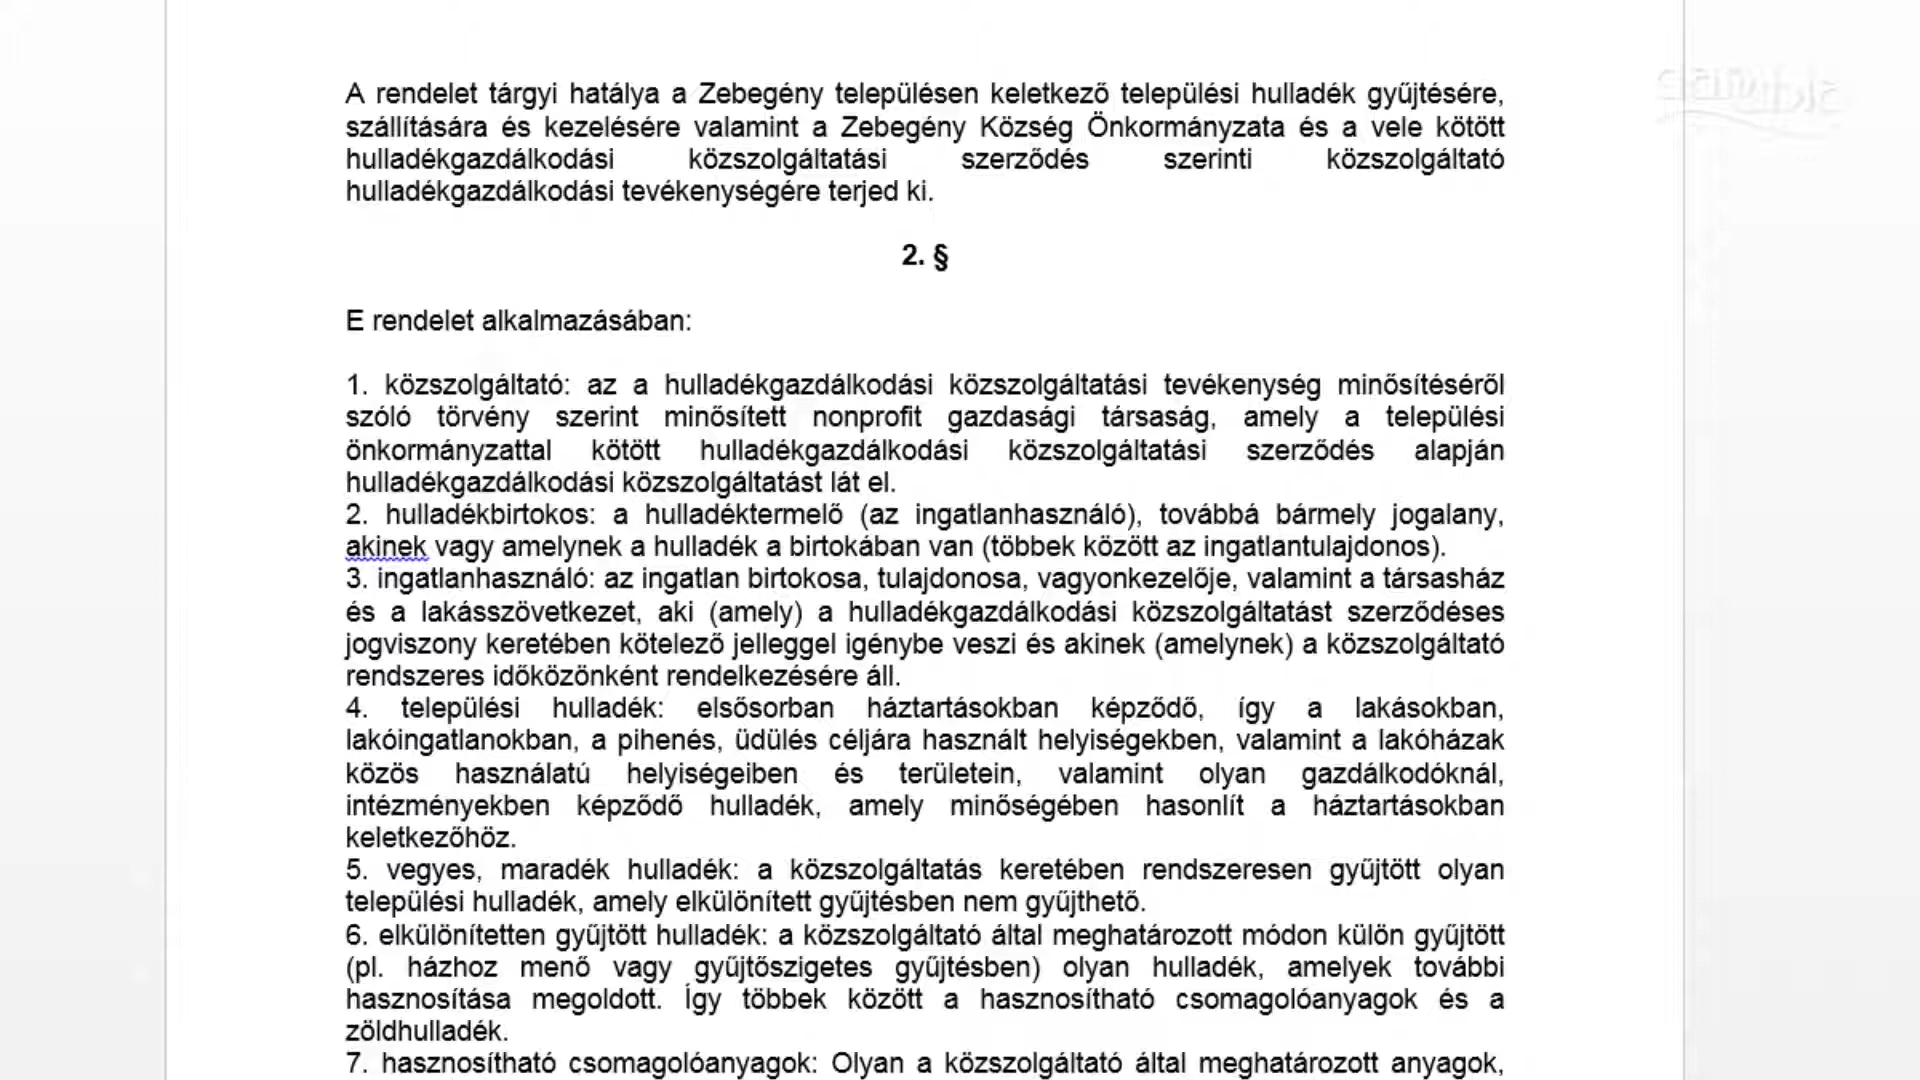 A rendelet tárgyi hatálya a Zebegény településen keletkező települési hulladék gyűjtésére,
szállítására és kezelésére valamint a Zebegény Község Önkormányzata és a vele kötött
hulladékgazdálkodási közszolgáltatási szerződés szerinti közszolgáltató
hulladékgazdálkodási tevékenységére terjed ki.
2. §
E rendelet alkalmazásában:
1. közszolgáltató: az a hulladékgazdálkodási közszolgáltatási tevékenység minősítéséről
szóló törvény szerint minősített nonprofit gazdasági társaság, amely a települési
önkormányzattal kötött hulladékgazdálkodási közszolgáltatási szerződés alapján
hulladékgazdálkodási közszolgáltatást lát el.
2. hulladékbirtokos: a hulladéktermelő (az ingatlanhasználó), továbbá bármely jogalany,
akinek vagy amelynek a hulladék a birtokában van (többek között az ingatlantulajdonos).
3. ingatlanhasználó: az ingatlan birtokosa, tulajdonosa, vagyonkezelője, valamint a társasház
és a lakásszövetkezet, aki (amely) a hulladékgazdálkodási közszolgáltatást szerződéses
jogviszony keretében kötelező jelleggel igénybe veszi és akinek (amelynek) a közszolgáltató
rendszeres időközönként rendelkezésére áll.
4. települési hulladék: elsősorban háztartásokban képződő, így a lakásokban,
lakóingatlanokban, a pihenés, üdülés céljára használt helyiségekben, valamint a lakóházak
közös használatú helyiségeiben és területein, valamint olyan gazdálkodóknál,
intézményekben képződő hulladék, amely minőségében hasonlít a háztartásokban
keletkezőhöz.
5. vegyes, maradék hulladék: a közszolgáltatás keretében rendszeresen gyűjtött olyan
települési hulladék, amely elkülönített gyűjtésben nem gyűjthető.
6. elkülönítetten gyűjtött hulladék: a közszolgáltató által meghatározott módon külön gyűjtött
(pl. házhoz menő vagy gyűjtőszigetes gyűjtésben) olyan hulladék, amelyek további
hasznosítása megoldott. Így többek között a hasznosítható csomagolóanyagok és a
zöldhulladék.
7. hasznosítható csomagolóanyagok: Olyan a közszolgáltató által meghatározott anyagok,